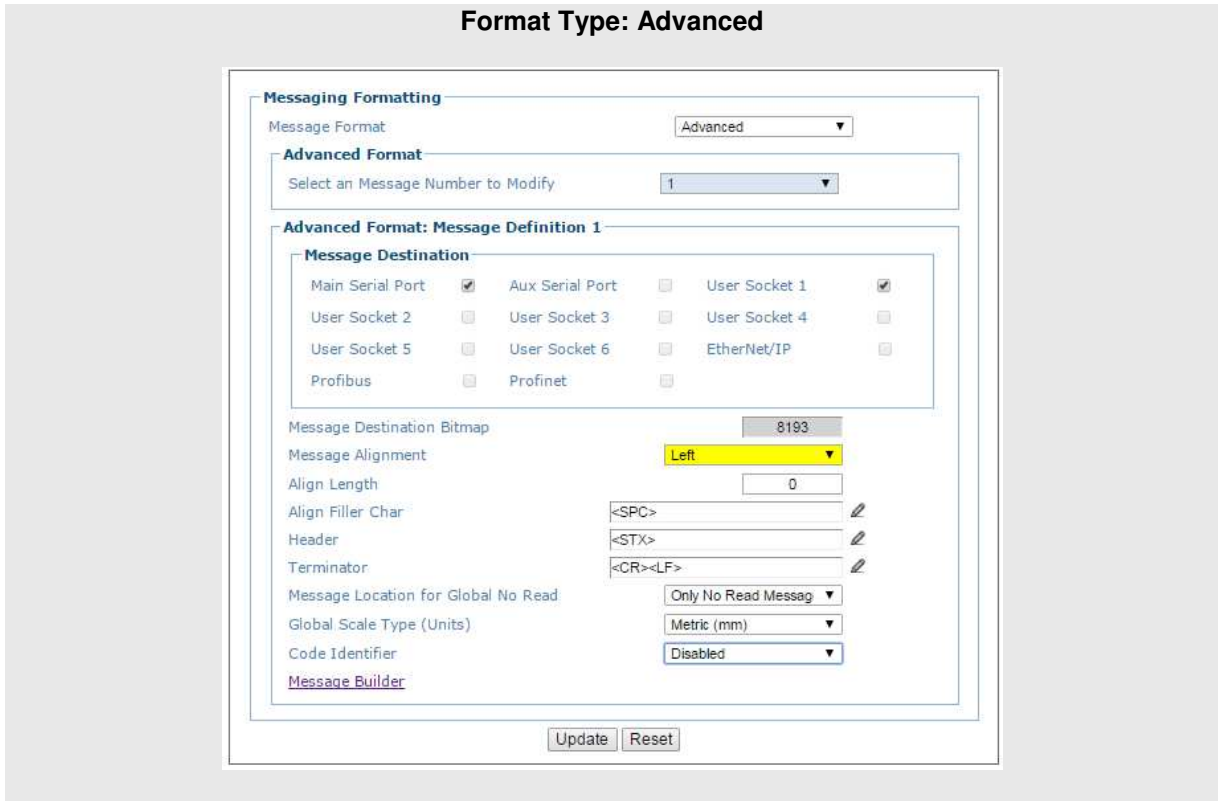 Format Type: Advanced
Messaging Formatting
Message Format Advanced
Advanced Format
Select an Message Number to Modify 1
Advanced Format: Message Definition 1
Message Destination
Main Serial Port Aux Serial Port User Socket 1
User Socket 2 User Socket 3 User Socket 4
User Socket 5 User Socket 6 EtherNet/IP
Profibus Profinet
Message Destination Bitmap 8193
Message Alignment Left
Align Length 0
Align Filler Char <SPC>
Header <STX>
Terminator <CR><LF>
Message Location for Global No Read Only No Read Messag
Global Scale Type (Units) Metric (mm)
Code Identifier Disabled
Message Builder
Update Reset